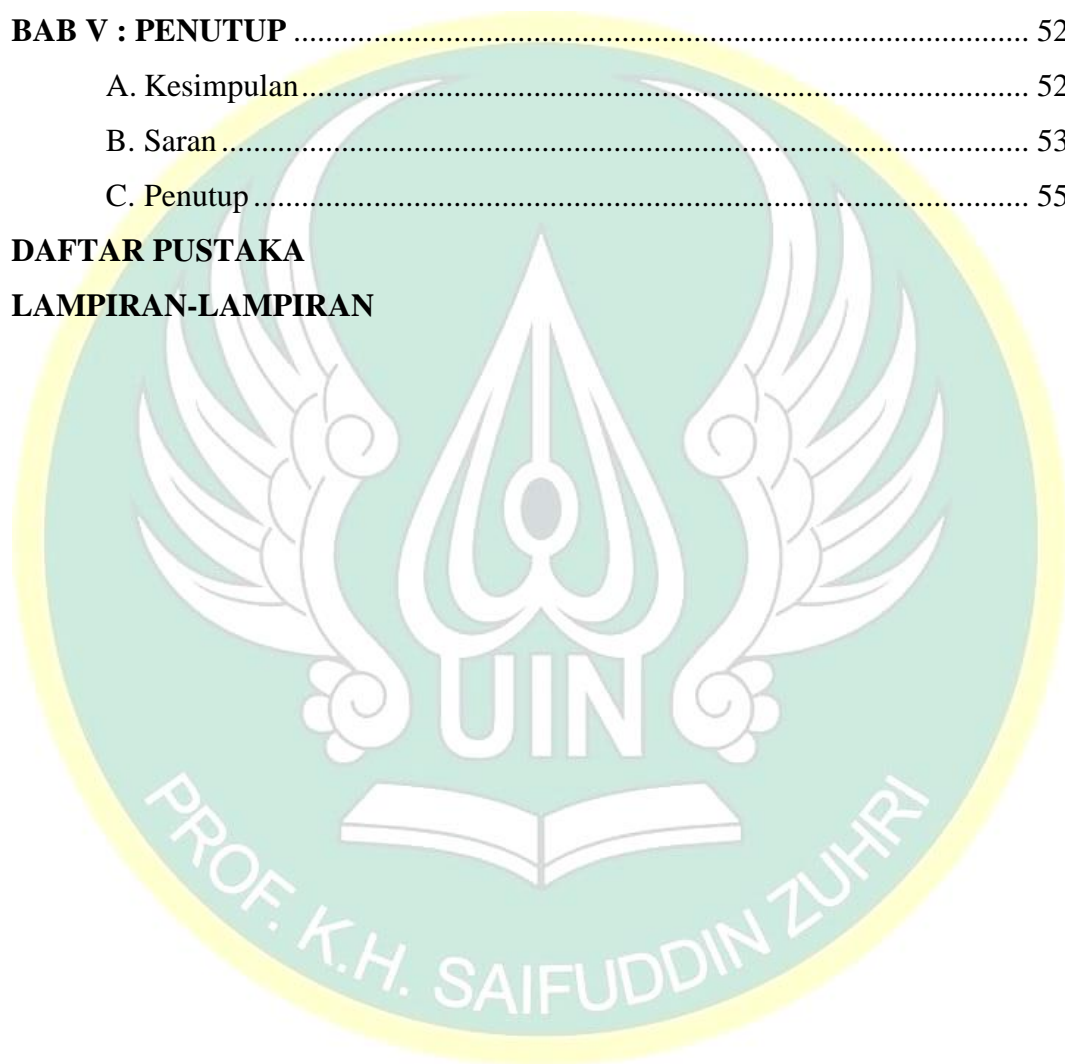 BAB V : PENUTUP ........................................................................................... 52
A. Kesimpulan.......................................................................................... 52
B. Saran .................................................................................................... 53
C. Penutup ................................................................................................ 55
DAFTAR PUSTAKA
LAMPIRAN-LAMPIRAN
UIN
PROF. K.H. SAIFUDDIN ZUHRI